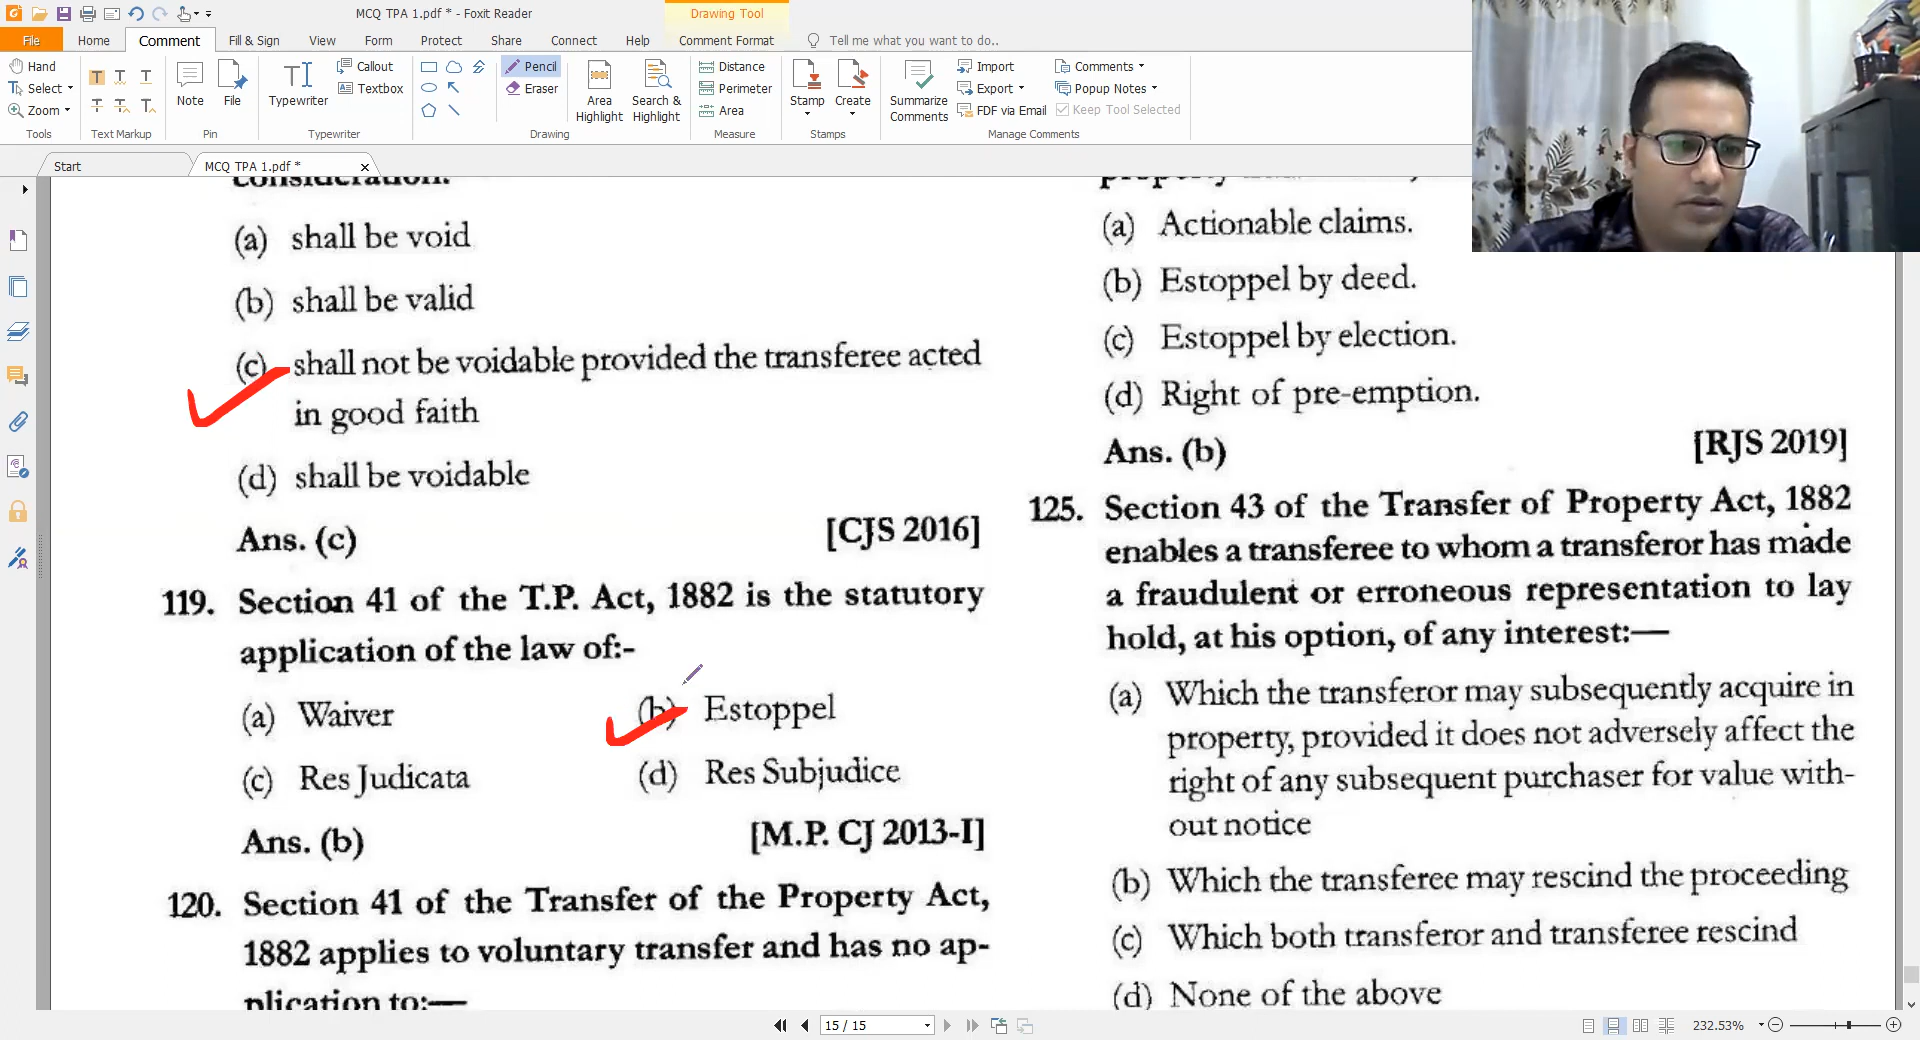 MCQ TPA 1.pdf * - Foxit Reader
Drawing Tool
File Home Comment Fill & Sign View Form Protect Share Connect Help Comment Format Tell me what you want to do..
Hand
Select
Zoom
Tools
Text Markup
Note
File
Pin
Typewriter
Callout
Textbox
Typewriter
Pencil
Eraser
Area
Highlight
Search &
Highlight
Drawing
Distance
Perimeter
Area
Measure
Stamp
Create
Stamps
Summarize
Comments
Import
Export
FDF via Email
Comments
Popup Notes
Keep Tool Selected
Manage Comments
Start
MCQ TPA 1.pdf *
consideration.
(a) shall be void
(b) shall be valid
(c) shall not be voidable provided the transferee acted
in good faith
(d) shall be voidable
Ans. (c) [CJS 2016]
119. Section 41 of the T.P. Act, 1882 is the statutory
application of the law of:-
(a) Waiver (b) Estoppel
(c) Res Judicata (d) Res Subjudice
Ans. (b) [M.P. CJ 2013-I]
120. Section 41 of the Transfer of the Property Act,
1882 applies to voluntary transfer and has no ap-
plication to:—
property
(a) Actionable claims.
(b) Estoppel by deed.
(c) Estoppel by election.
(d) Right of pre-emption.
Ans. (b) [RJS 2019]
125. Section 43 of the Transfer of Property Act, 1882
enables a transferee to whom a transferor has made
a fraudulent or erroneous representation to lay
hold, at his option, of any interest:—
(a) Which the transferor may subsequently acquire in
property, provided it does not adversely affect the
right of any subsequent purchaser for value with-
out notice
(b) Which the transferee may rescind the proceeding
(c) Which both transferor and transferee rescind
(d) None of the above
15 / 15
232.53%